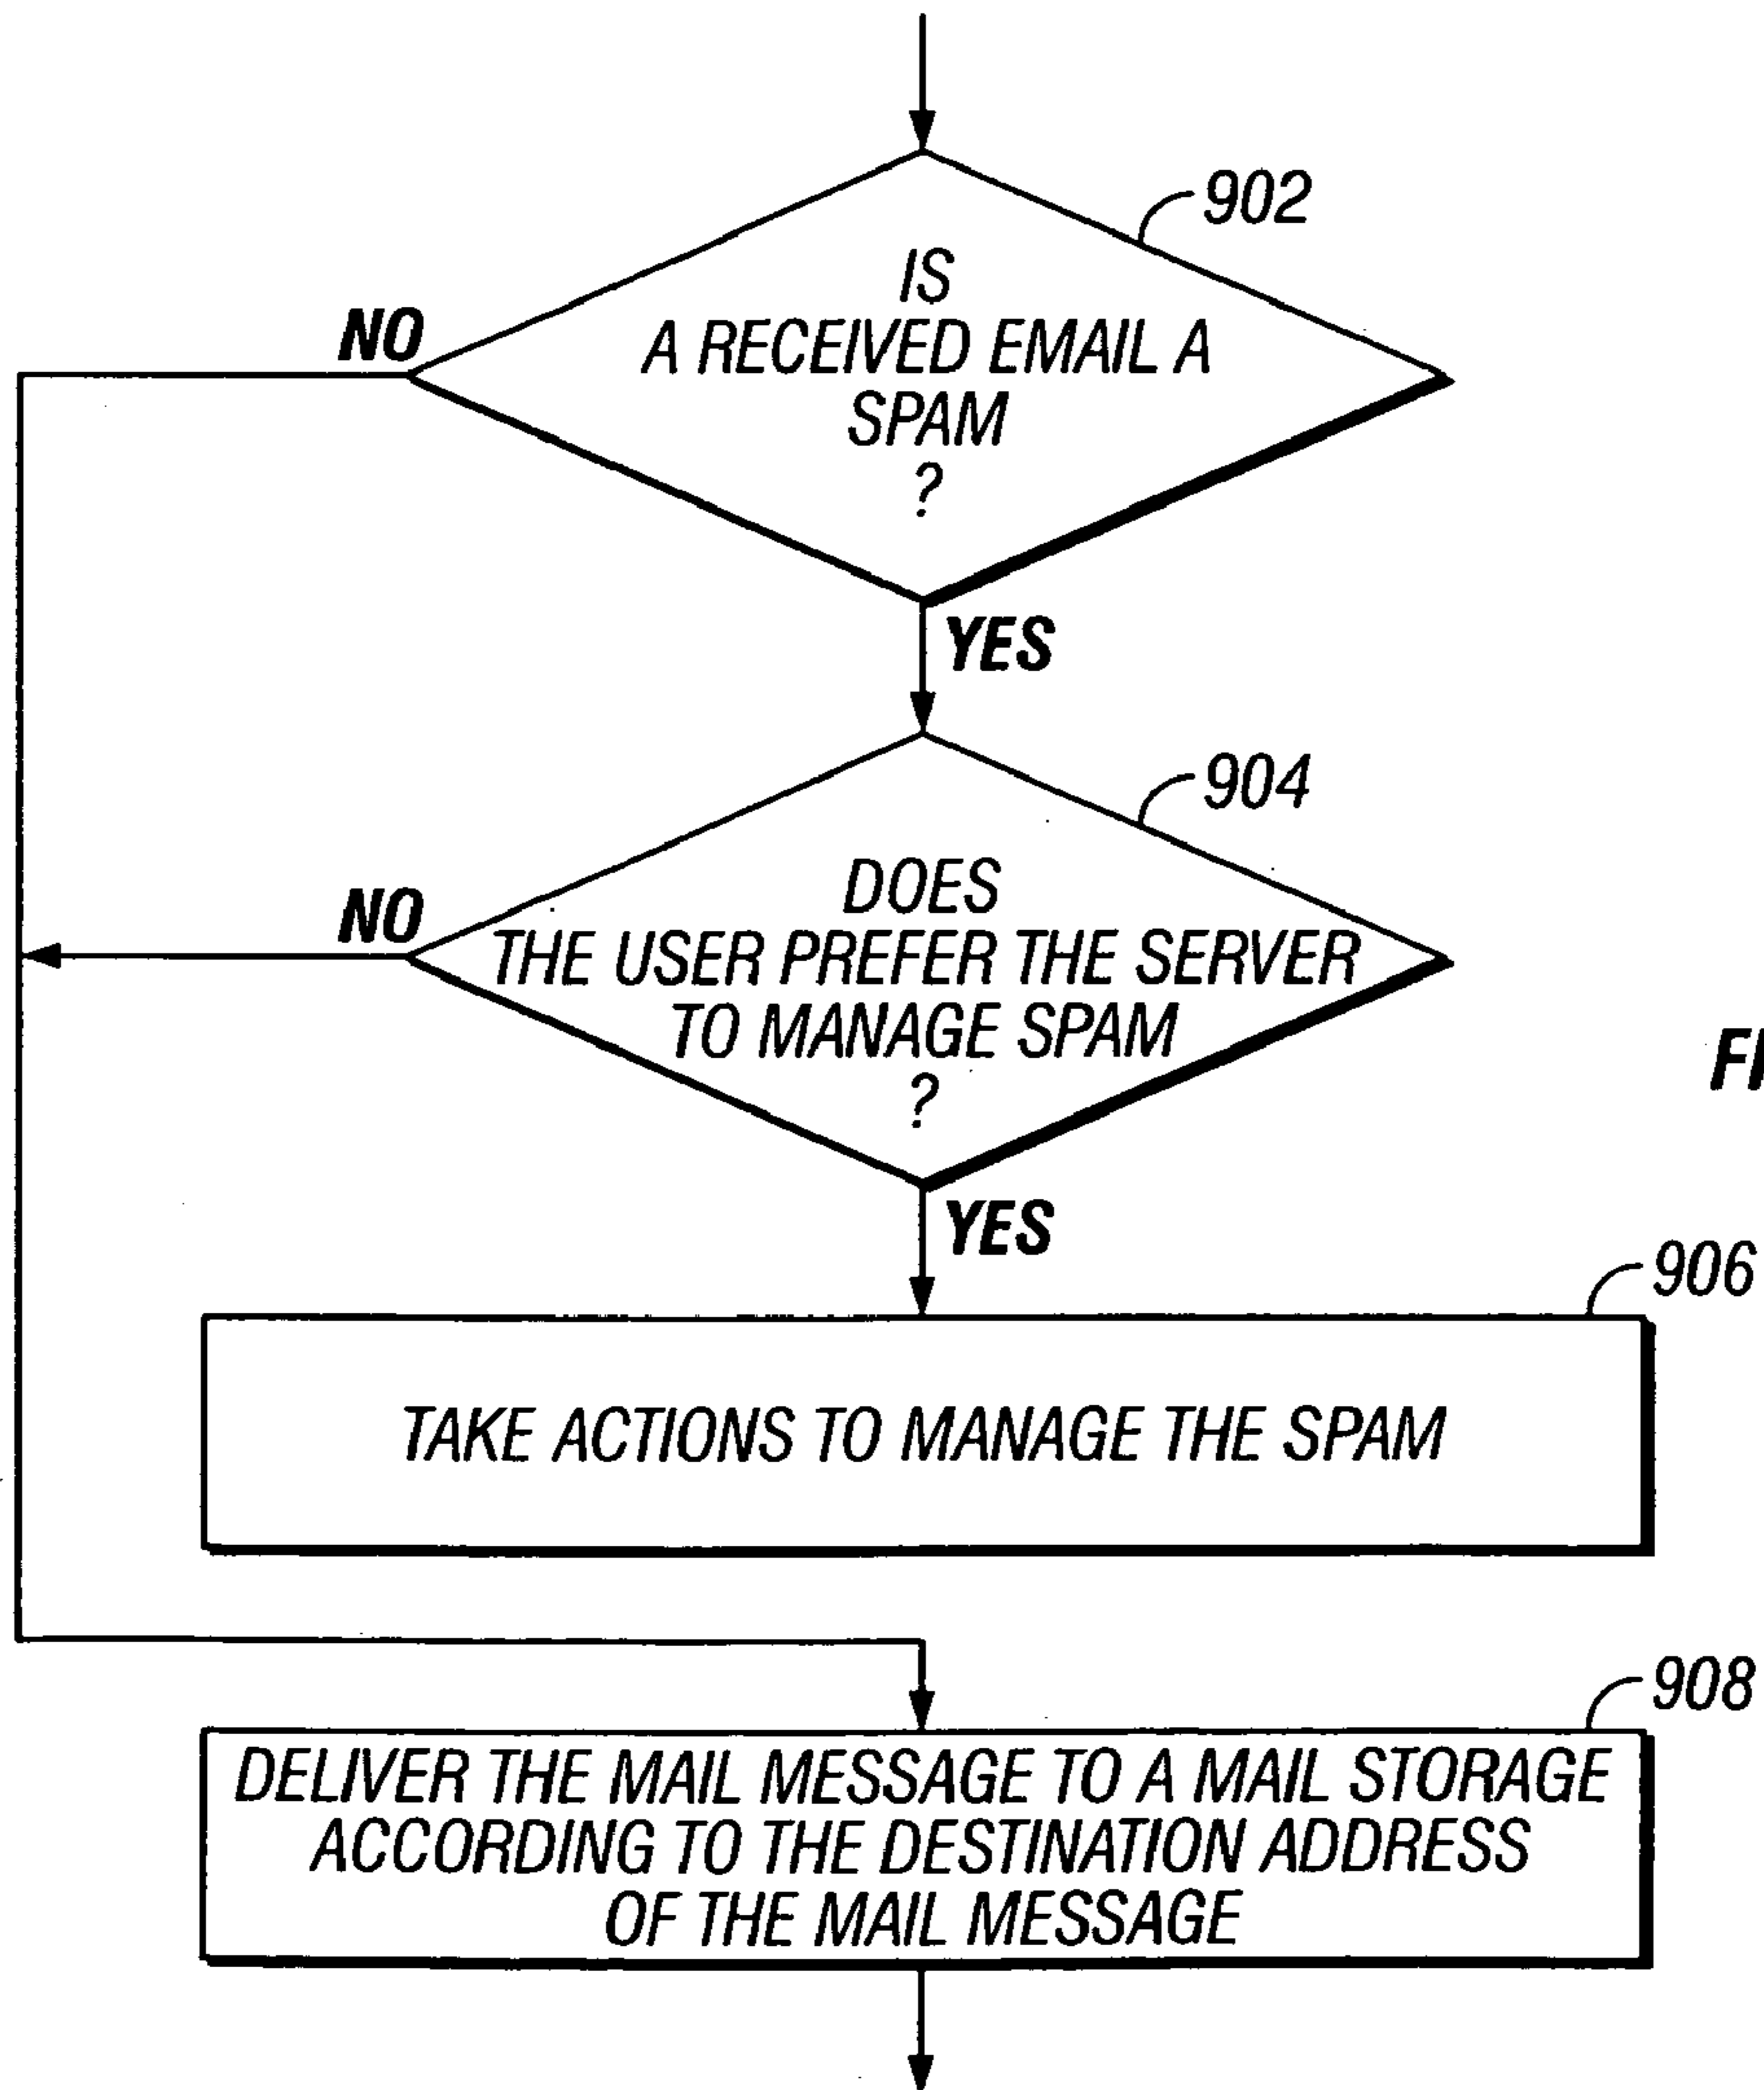 902
IS
A RECEIVED EMAIL A
SPAM
?
NO
YES
904
DOES
THE USER PREFER THE SERVER
TO MANAGE SPAM
?
NO
YES
906
TAKE ACTIONS TO MANAGE THE SPAM
908
DELIVER THE MAIL MESSAGE TO A MAIL STORAGE
ACCORDING TO THE DESTINATION ADDRESS
OF THE MAIL MESSAGE